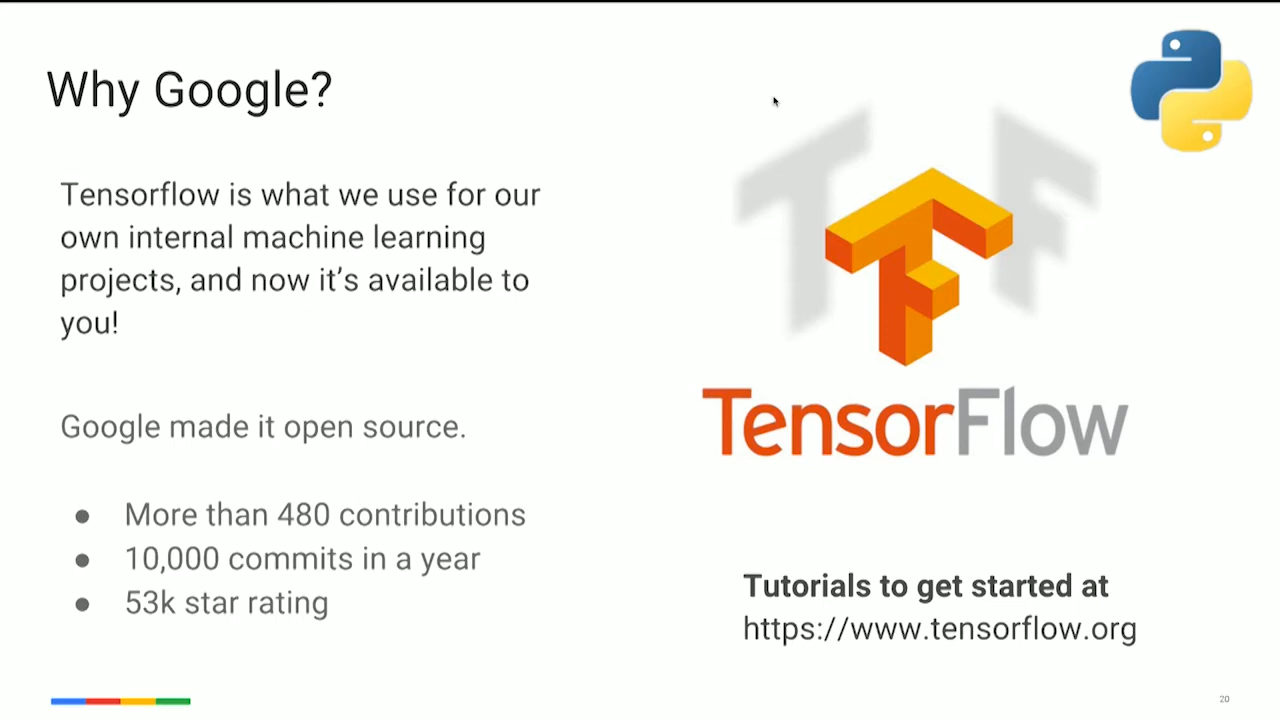 Why Google?
Tensorflow is what we use for our
own internal machine learning
projects, and now it’s available to
you!
Google made it open source.
● More than 480 contributions
● 10,000 commits in a year
● 53k star rating
TensorFlow
Tutorials to get started at
https://www.tensorflow.org
20